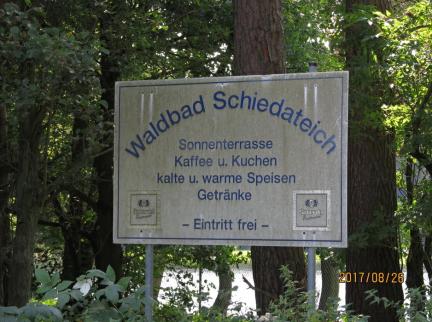 Waldbad Schiedateich
Sonnenterrasse
Kaffee u. Kuchen
kalte u. warme Speisen
Getränke
– Eintritt frei –
2017/08/26